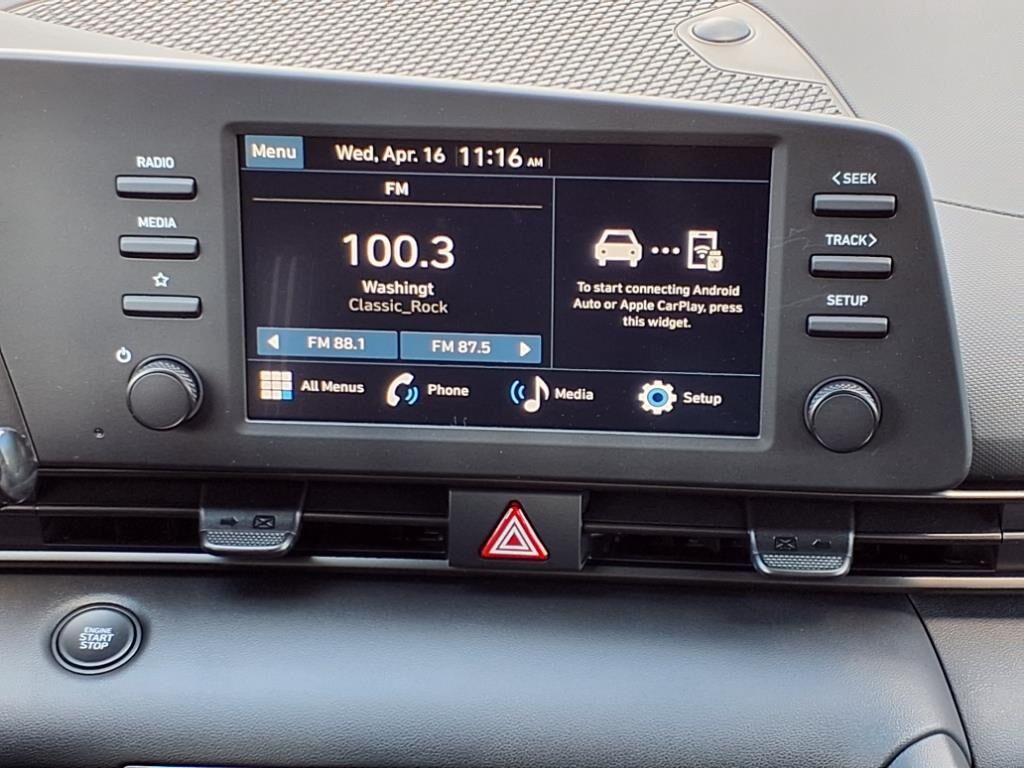 RADIO
MEDIA
Menu
Wed, Apr. 16 11:16 AM
FM
100.3
Washingt
Classic_Rock
FM 88.1
FM 87.5
To start connecting Android
Auto or Apple CarPlay, press
this widget.
All Menus
Phone
Media
Setup
<SEEK
TRACK>
SETUP
ENGINE
START
STOP